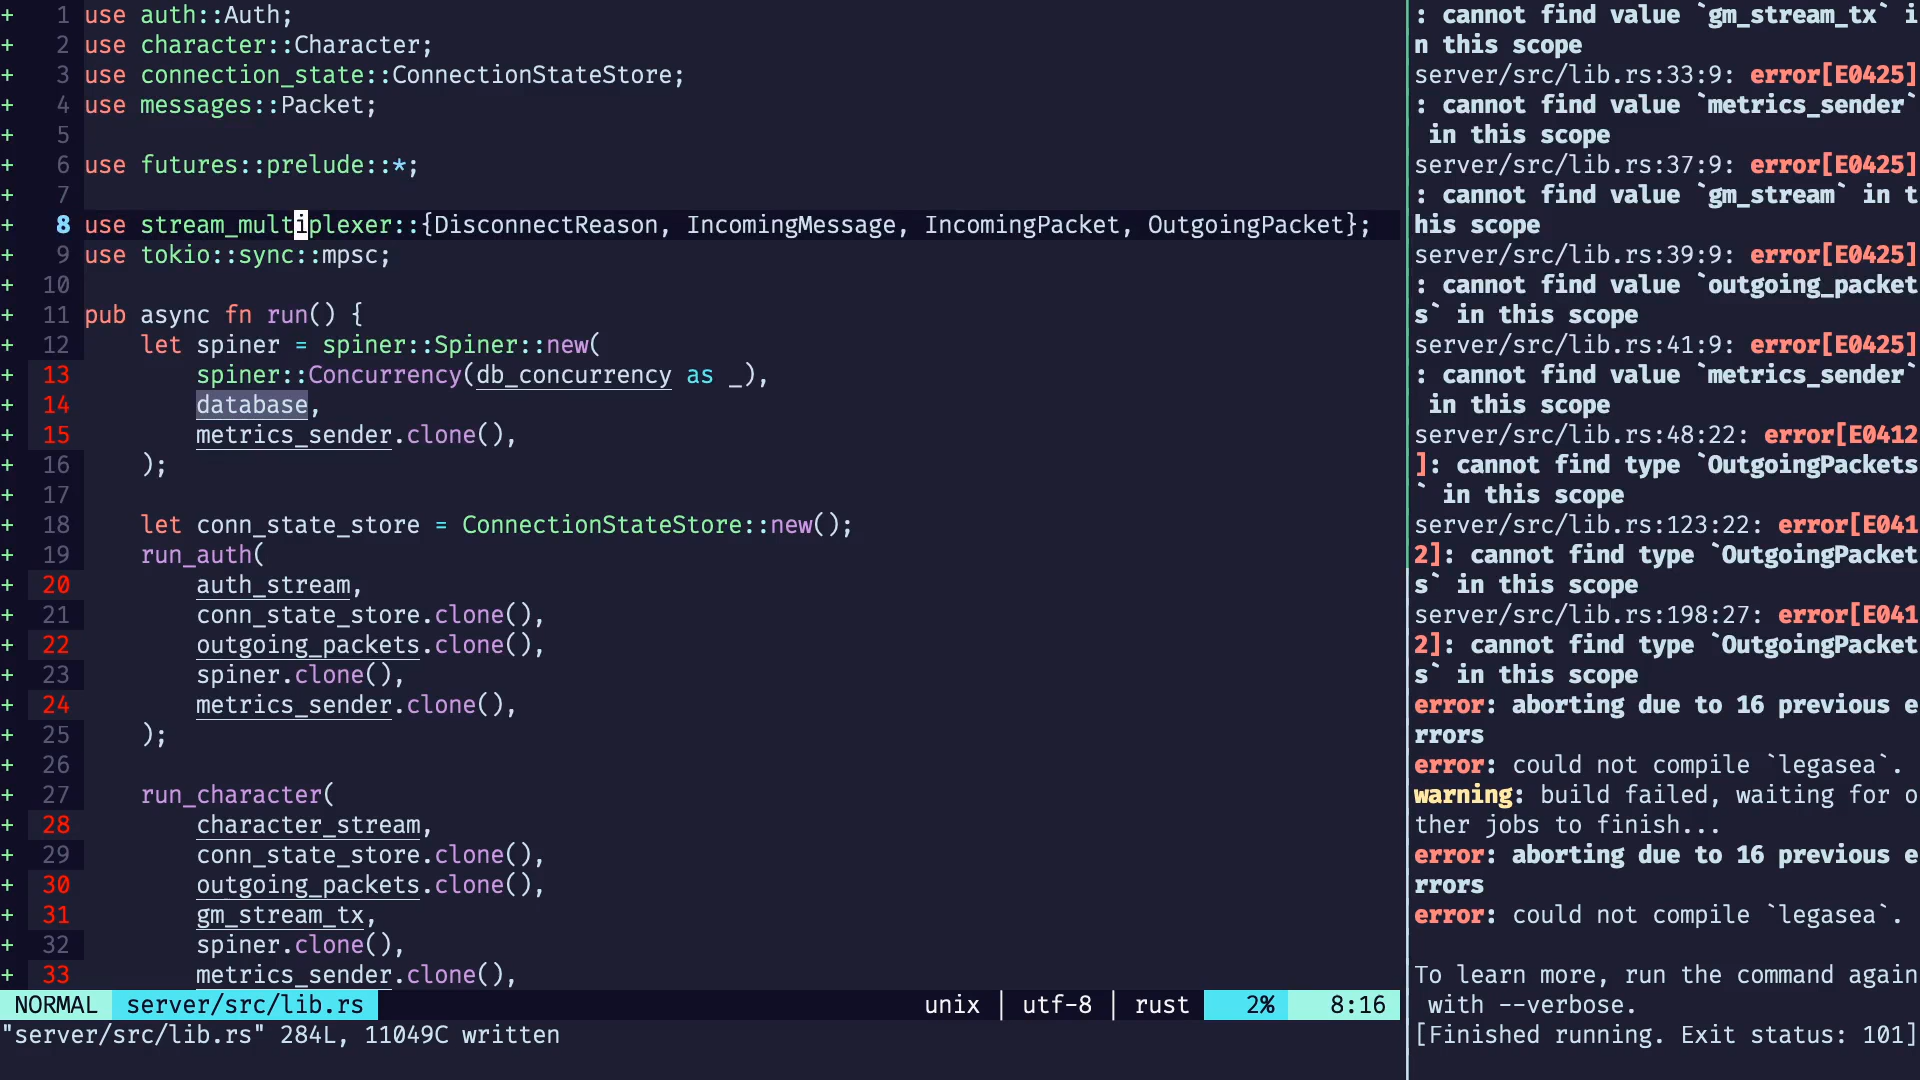 + 1 use auth::Auth;
+ 2 use character::Character;
+ 3 use connection_state::ConnectionStateStore;
+ 4 use messages::Packet;
+ 5
+ 6 use futures::prelude::*;
+ 7
+ 8 use stream_multiplexer::{DisconnectReason, IncomingMessage, IncomingPacket, OutgoingPacket};
+ 9 use tokio::sync::mpsc;
+ 10
+ 11 pub async fn run() {
+ 12     let spiner = spiner::Spiner::new(
+ 13         spiner::Concurrency(db_concurrency as _),
+ 14         database,
+ 15         metrics_sender.clone(),
+ 16     );
+ 17
+ 18     let conn_state_store = ConnectionStateStore::new();
+ 19     run_auth(
+ 20         auth_stream,
+ 21         conn_state_store.clone(),
+ 22         outgoing_packets.clone(),
+ 23         spiner.clone(),
+ 24         metrics_sender.clone(),
+ 25     );
+ 26
+ 27     run_character(
+ 28         character_stream,
+ 29         conn_state_store.clone(),
+ 30         outgoing_packets.clone(),
+ 31         gm_stream_tx,
+ 32         spiner.clone(),
+ 33         metrics_sender.clone(),
NORMAL server/src/lib.rs unix | utf-8 | rust 2% 8:16
"server/src/lib.rs" 284L, 11049C written
: cannot find value `gm_stream_tx` i
n this scope
server/src/lib.rs:33:9: error[E0425]
: cannot find value `metrics_sender`
 in this scope
server/src/lib.rs:37:9: error[E0425]
: cannot find value `gm_stream` in t
his scope
server/src/lib.rs:39:9: error[E0425]
: cannot find value `outgoing_packet
s` in this scope
server/src/lib.rs:41:9: error[E0425]
: cannot find value `metrics_sender`
 in this scope
server/src/lib.rs:48:22: error[E0412
]: cannot find type `OutgoingPackets
` in this scope
server/src/lib.rs:123:22: error[E041
2]: cannot find type `OutgoingPacket
s` in this scope
server/src/lib.rs:198:27: error[E041
2]: cannot find type `OutgoingPacket
s` in this scope
error: aborting due to 16 previous e
rrors
error: could not compile `legasea`.
warning: build failed, waiting for o
ther jobs to finish...
error: aborting due to 16 previous e
rrors
error: could not compile `legasea`.

To learn more, run the command again
 with --verbose.
[Finished running. Exit status: 101]